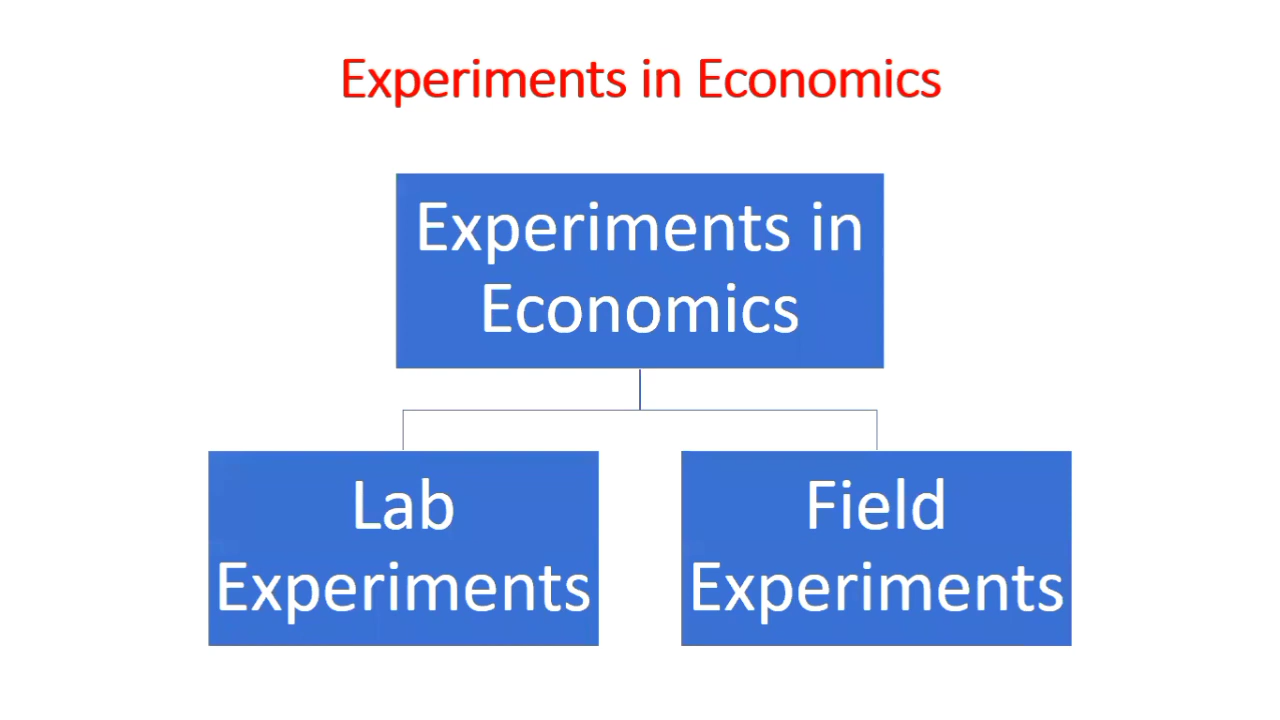 Experiments in Economics
Experiments in
Economics
Lab
Experiments
Field
Experiments